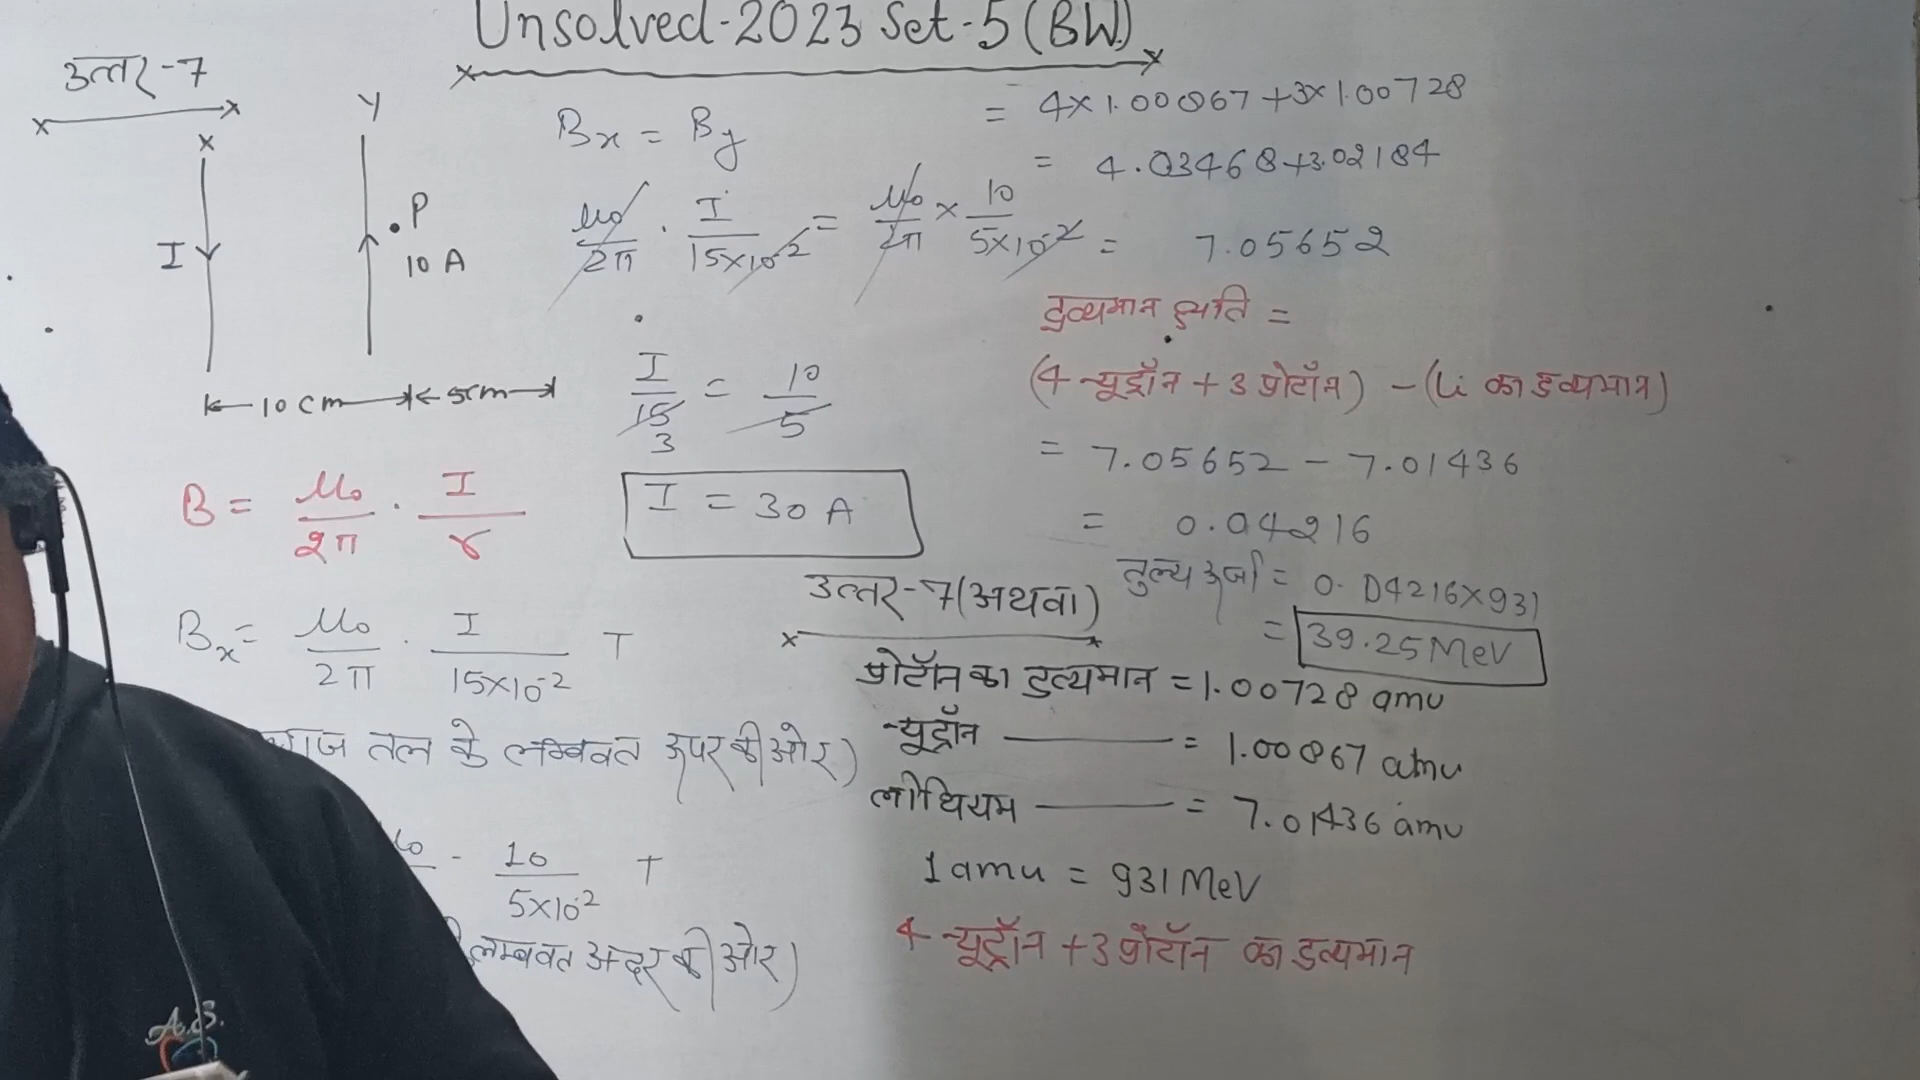 Unsolved-2023 Set-5 (BW)
उत्तर-7
X Y
I
P
10 A
10 cm 5cm
B = μ₀/2π · I/r
Bx = μ₀/2π · I/15×10⁻² T
तल के लम्बवत ऊपर की ओर)
10/5×10⁻² T
लम्बवत अन्दर की ओर)
Bx = By
μ₀/2π · I/15×10⁻² = μ₀/2π × 10/5×10⁻²
I/15 = 10/5
3
I = 30 A
उत्तर-7(अथवा)
प्रोटॉन का द्रव्यमान = 1.00728 amu
न्यूट्रॉन ——— = 1.00867 amu
लीथियम ——— = 7.01436 amu
1 amu = 931 MeV
4 न्यूट्रॉन + 3 प्रोटॉन का द्रव्यमान
= 4×1.00867+3×1.00728
= 4.03468+3.02184
= 7.05652
द्रव्यमान क्षति =
(4 न्यूट्रॉन + 3 प्रोटॉन) - (Li का द्रव्यमान)
= 7.05652 - 7.01436
= 0.04216
तुल्य ऊर्जा = 0.04216×931
= 39.25 MeV
A.S.